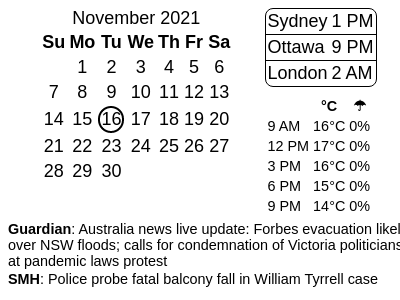 November 2021
Su Mo Tu We Th Fr Sa
1 2 3 4 5 6
7 8 9 10 11 12 13
14 15 16 17 18 19 20
21 22 23 24 25 26 27
28 29 30
Sydney 1 PM
Ottawa 9 PM
London 2 AM
°C ☂
9 AM 16°C 0%
12 PM 17°C 0%
3 PM 16°C 0%
6 PM 15°C 0%
9 PM 14°C 0%
Guardian: Australia news live update: Forbes evacuation likel
over NSW floods; calls for condemnation of Victoria politicians
at pandemic laws protest
SMH: Police probe fatal balcony fall in William Tyrrell case